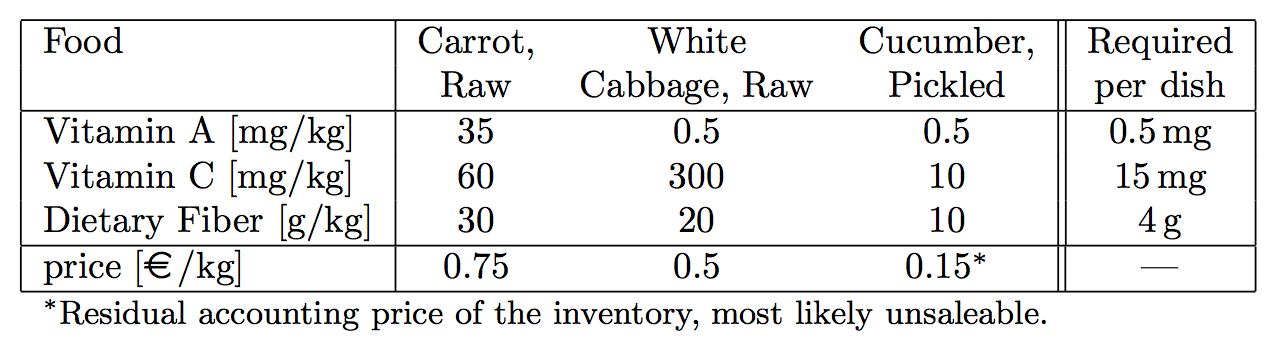 Food Carrot, White Cucumber, Required
Raw Cabbage, Raw Pickled per dish
Vitamin A [mg/kg] 35 0.5 0.5 0.5 mg
Vitamin C [mg/kg] 60 300 10 15 mg
Dietary Fiber [g/kg] 30 20 10 4 g
price [€/kg] 0.75 0.5 0.15* —
*Residual accounting price of the inventory, most likely unsaleable.